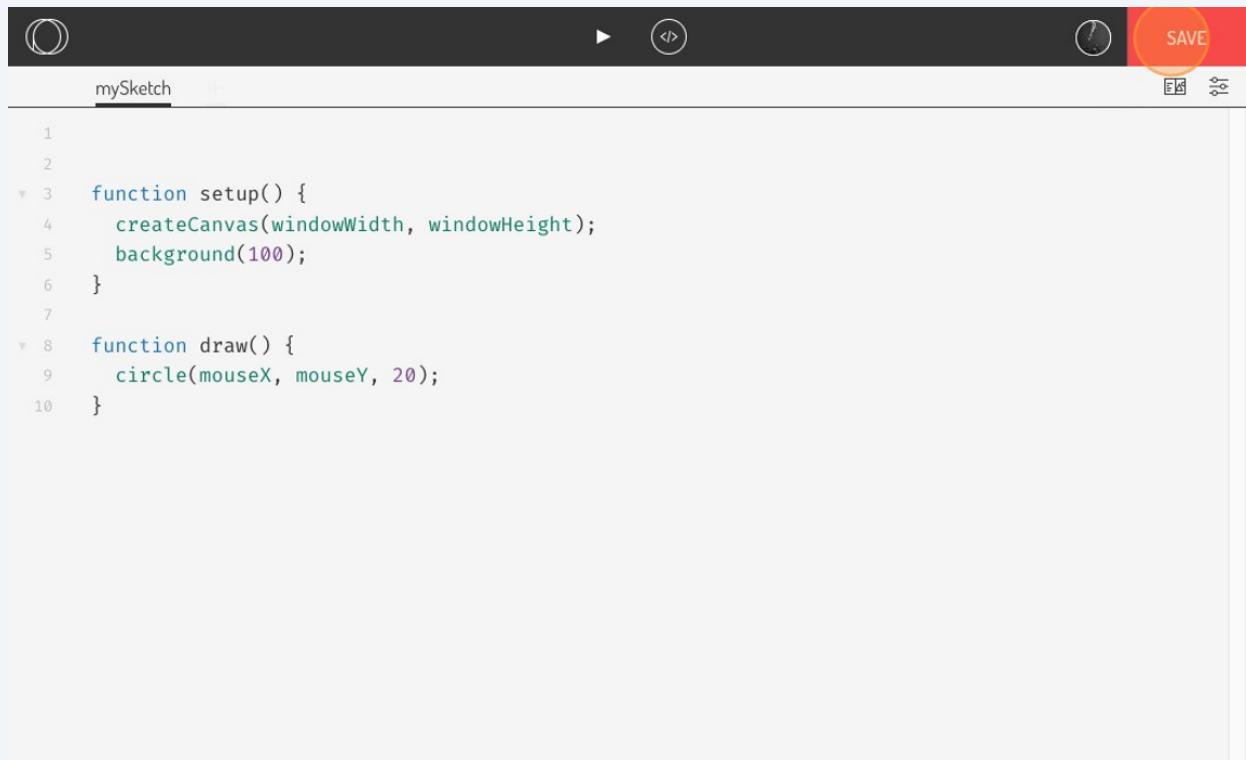 </>
SAVE
mySketch +
1
2
3 function setup() {
4   createCanvas(windowWidth, windowHeight);
5   background(100);
6 }
7
8 function draw() {
9   circle(mouseX, mouseY, 20);
10 }